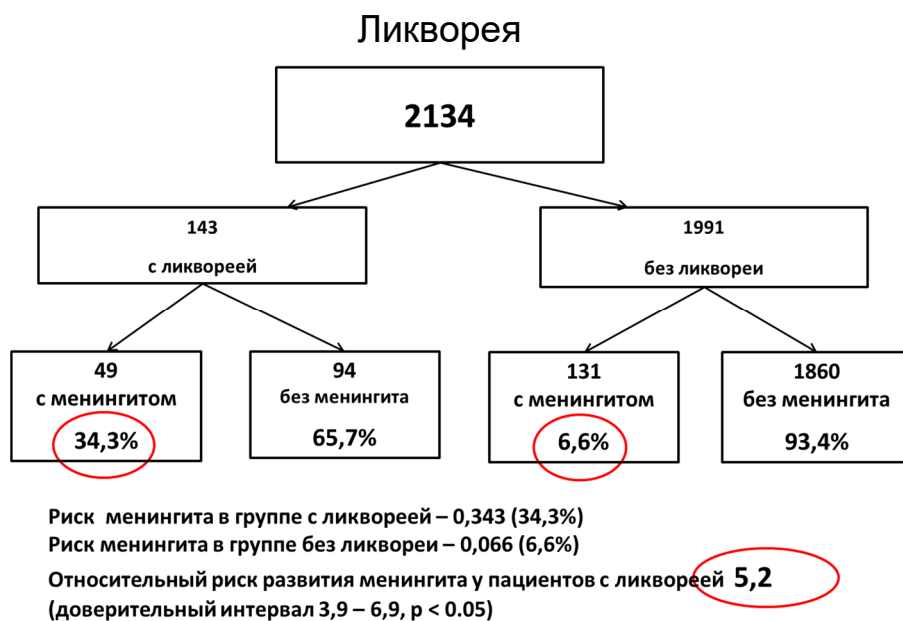 Ликворея
2134
143
с ликвореей
1991
без ликвореи
49
с менингитом
34,3%
94
без менингита
65,7%
131
с менингитом
6,6%
1860
без менингита
93,4%
Риск менингита в группе с ликвореей – 0,343 (34,3%)
Риск менингита в группе без ликвореи – 0,066 (6,6%)
Относительный риск развития менингита у пациентов с ликвореей 5,2
(доверительный интервал 3,9 – 6,9, p < 0.05)